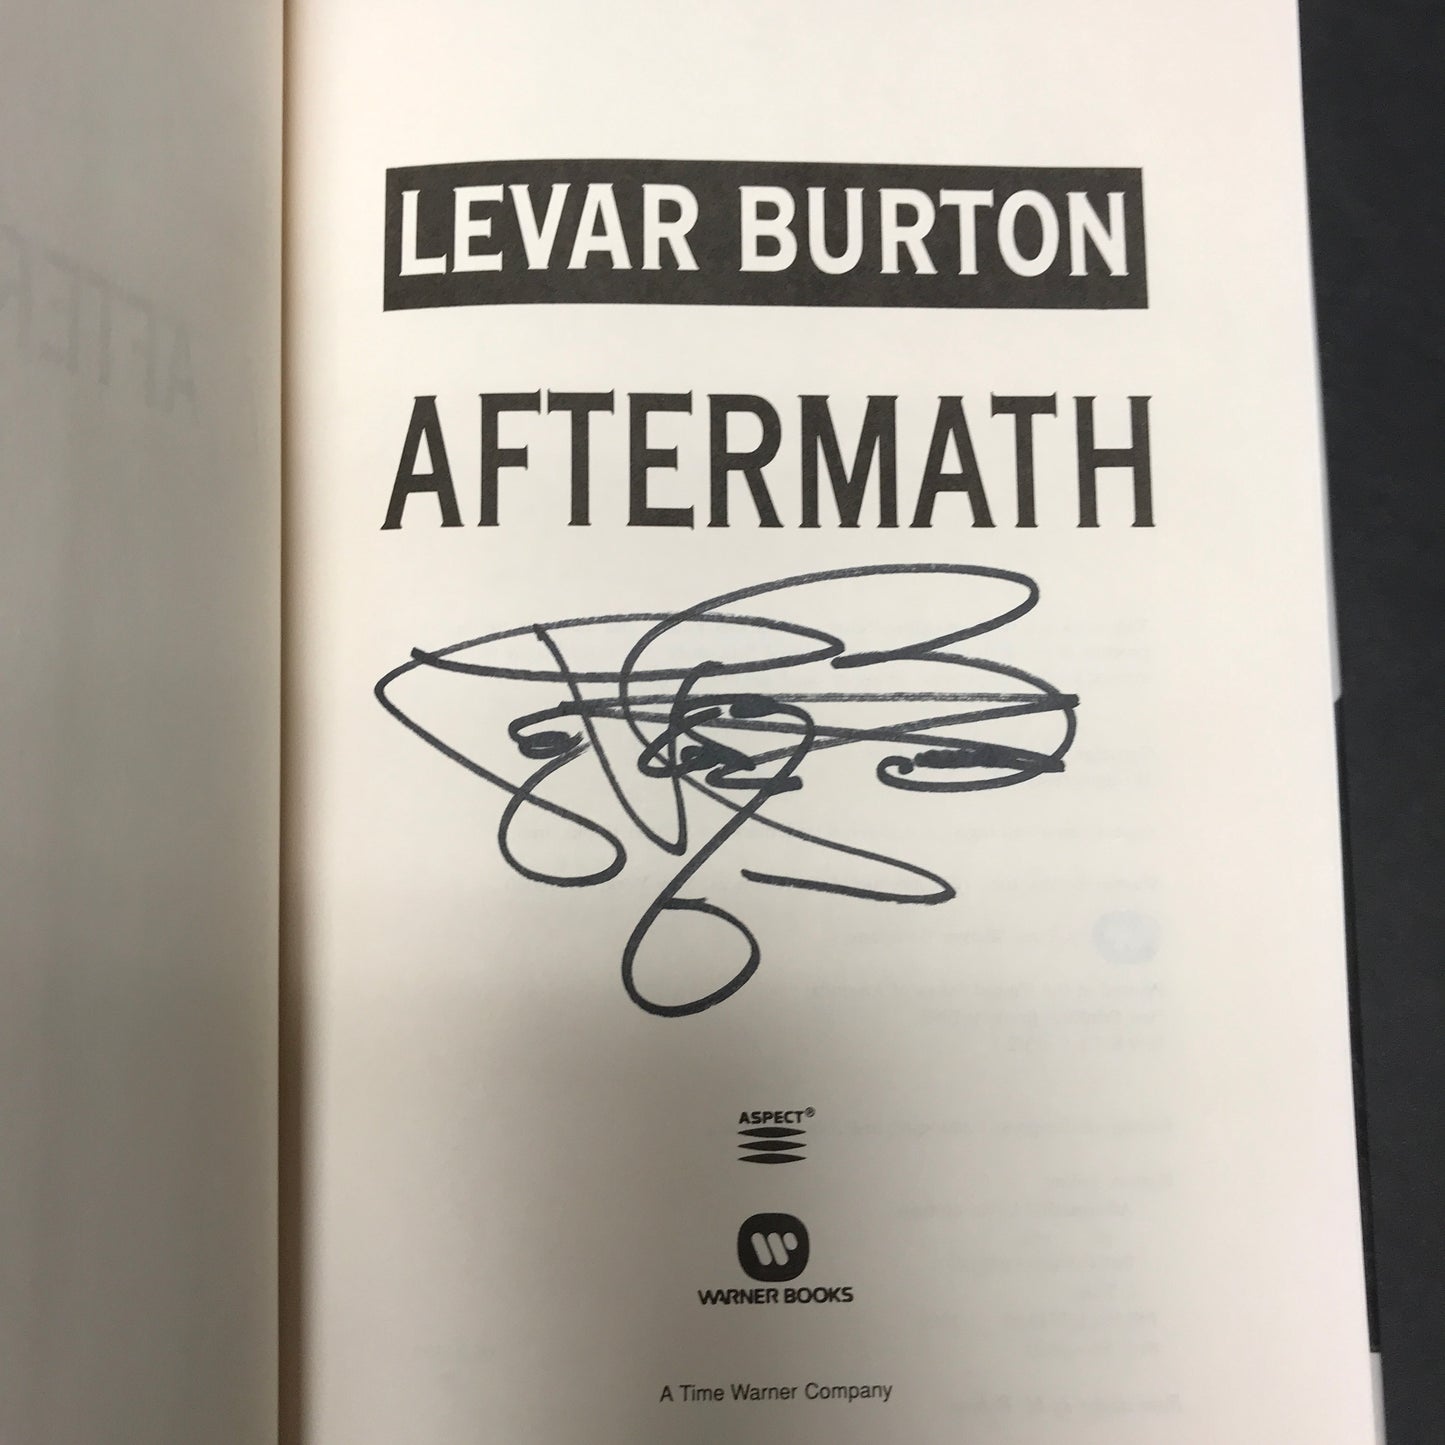 LEVAR BURTON
AFTERMATH
ASPECT®
WARNER BOOKS
A Time Warner Company